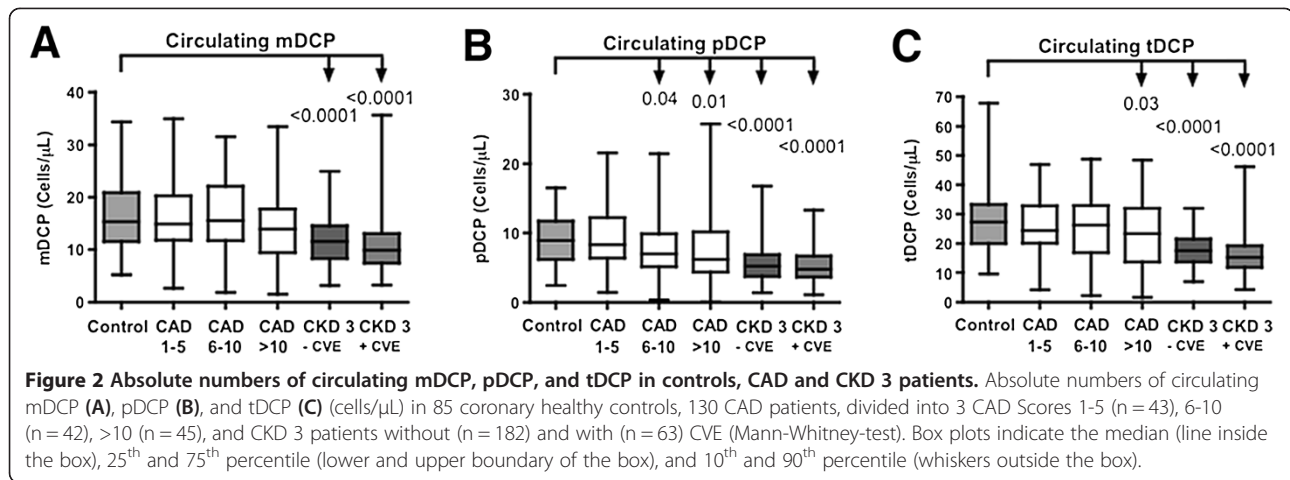 A
Circulating mDCP
<0.0001
<0.0001
mDCP (Cells/µL)
40
30
20
10
0
Control CAD CAD CAD CKD 3 CKD 3
1-5 6-10 >10 - CVE + CVE
B
Circulating pDCP
0.04 0.01
<0.0001
<0.0001
pDCP (Cells/µL)
30
20
10
0
Control CAD CAD CAD CKD 3 CKD 3
1-5 6-10 >10 - CVE + CVE
C
Circulating tDCP
0.03
<0.0001
<0.0001
tDCP (Cells/µL)
70
60
50
40
30
20
10
0
Control CAD CAD CAD CKD 3 CKD 3
1-5 6-10 >10 - CVE + CVE
Figure 2 Absolute numbers of circulating mDCP, pDCP, and tDCP in controls, CAD and CKD 3 patients. Absolute numbers of circulating
mDCP (A), pDCP (B), and tDCP (C) (cells/µL) in 85 coronary healthy controls, 130 CAD patients, divided into 3 CAD Scores 1-5 (n = 43), 6-10
(n = 42), >10 (n = 45), and CKD 3 patients without (n = 182) and with (n = 63) CVE (Mann-Whitney-test). Box plots indicate the median (line inside
the box), 25th and 75th percentile (lower and upper boundary of the box), and 10th and 90th percentile (whiskers outside the box).